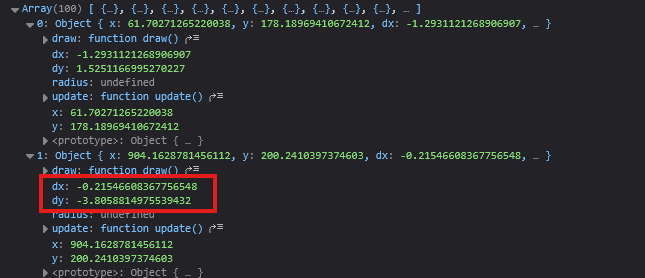 Array(100) [ {…}, {…}, {…}, {…}, {…}, {…}, {…}, {…}, {…}, {…}, … ]
0: Object { x: 61.70271265220038, y: 178.18969410672412, dx: -1.2931121268906907, … }
draw: function draw()
dx: -1.2931121268906907
dy: 1.5251166995270227
radius: undefined
update: function update()
x: 61.70271265220038
y: 178.18969410672412
<prototype>: Object { … }
1: Object { x: 904.1628781456112, y: 200.2410397374603, dx: -0.21546608367756548, … }
draw: function draw()
dx: -0.21546608367756548
dy: -3.8058814975539432
radius: undefined
update: function update()
x: 904.1628781456112
y: 200.2410397374603
<prototype>: Object { … }